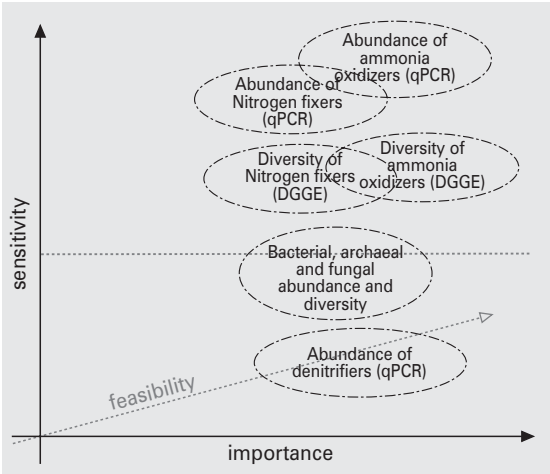 Abundance of
ammonia
oxidizers (qPCR)
Abundance of
Nitrogen fixers
(qPCR)
Diversity of
ammonia
oxidizers (DGGE)
Diversity of
Nitrogen fixers
(DGGE)
Bacterial, archaeal
and fungal
abundance and
diversity
Abundance of
denitrifiers (qPCR)
feasibility
sensitivity
importance